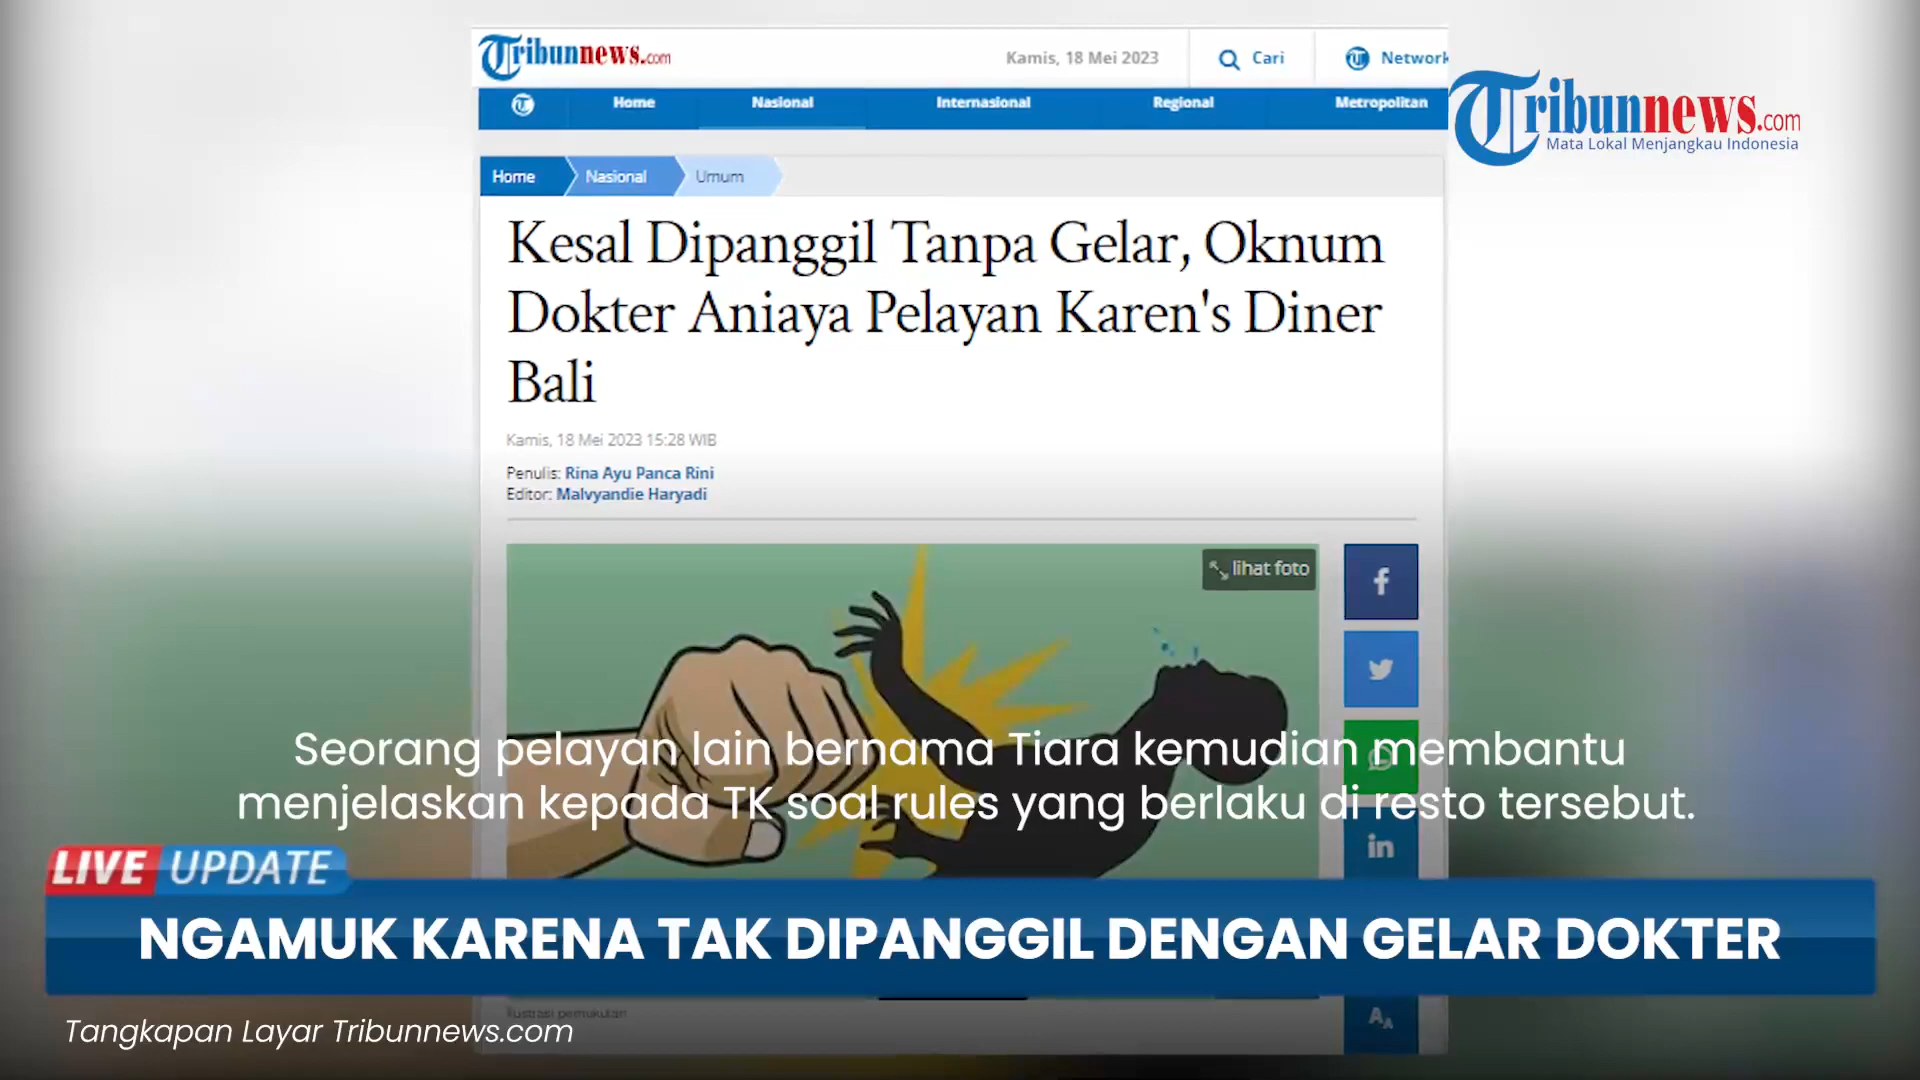 Tribunnews.com
Kamis, 18 Mei 2023
Cari
Network
Tribunnews.com
Mata Lokal Menjangkau Indonesia
Home
Nasional
Internasional
Regional
Metropolitan
Home
Nasional
Umum
Kesal Dipanggil Tanpa Gelar, Oknum
Dokter Aniaya Pelayan Karen's Diner
Bali
Kamis, 18 Mei 2023 15:28 WIB
Penulis: Rina Ayu Panca Rini
Editor: Malvyandie Haryadi
lihat foto
f
Seorang pelayan lain bernama Tiara kemudian membantu
menjelaskan kepada TK soal rules yang berlaku di resto tersebut.
in
LIVE UPDATE
NGAMUK KARENA TAK DIPANGGIL DENGAN GELAR DOKTER
Ilustrasi pemukulan
AA
Tangkapan Layar Tribunnews.com